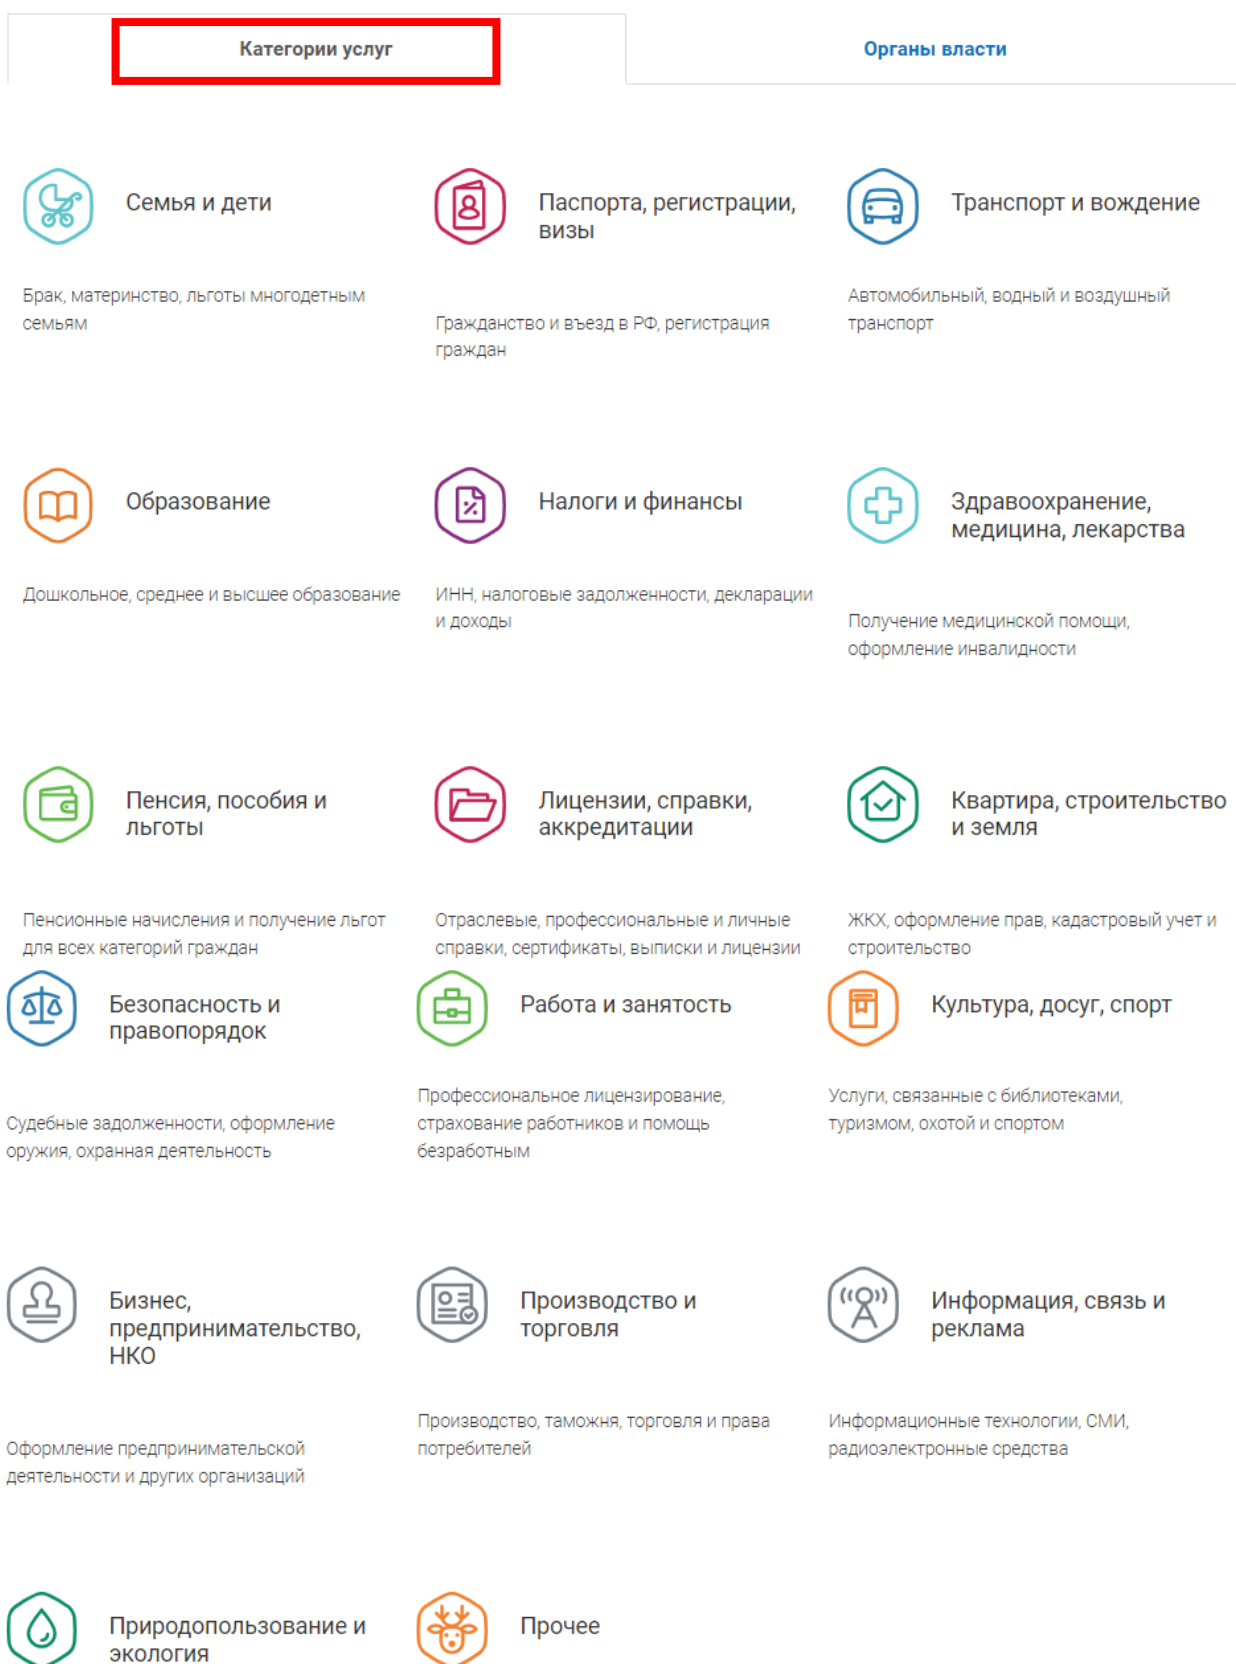 Категории услуг
Органы власти
Семья и дети
Брак, материнство, льготы многодетным
семьям
Паспорта, регистрации,
визы
Гражданство и въезд в РФ, регистрация
граждан
Транспорт и вождение
Автомобильный, водный и воздушный
транспорт
Образование
Дошкольное, среднее и высшее образование
Налоги и финансы
ИНН, налоговые задолженности, декларации
и доходы
Здравоохранение,
медицина, лекарства
Получение медицинской помощи,
оформление инвалидности
Пенсия, пособия и
льготы
Пенсионные начисления и получение льгот
для всех категорий граждан
Лицензии, справки,
аккредитации
Отраслевые, профессиональные и личные
справки, сертификаты, выписки и лицензии
Квартира, строительство
и земля
ЖКХ, оформление прав, кадастровый учет и
строительство
Безопасность и
правопорядок
Судебные задолженности, оформление
оружия, охранная деятельность
Работа и занятость
Профессиональное лицензирование,
страхование работников и помощь
безработным
Культура, досуг, спорт
Услуги, связанные с библиотеками,
туризмом, охотой и спортом
Бизнес,
предпринимательство,
НКО
Оформление предпринимательской
деятельности и других организаций
Производство и
торговля
Производство, таможня, торговля и права
потребителей
Информация, связь и
реклама
Информационные технологии, СМИ,
радиоэлектронные средства
Природопользование и
экология
Прочее